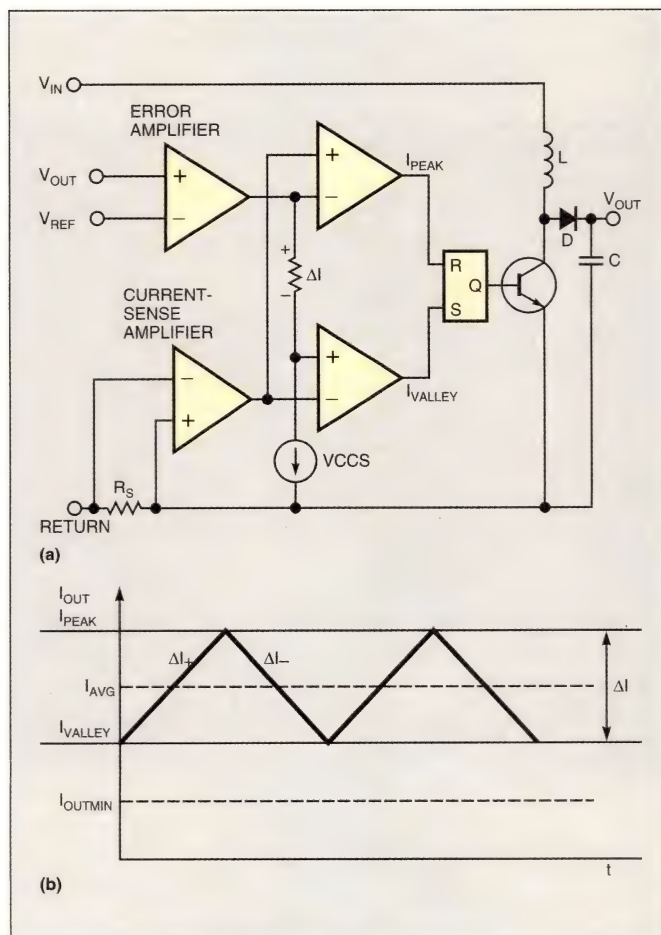 V_IN
ERROR
AMPLIFIER
V_OUT
+
−
V_REF
+
−
I_PEAK
L
V_OUT
D
C
+
ΔI
−
R
Q
S
CURRENT-
SENSE
AMPLIFIER
−
+
+
−
I_VALLEY
VCCS
R_S
RETURN
(a)
I_OUT
I_PEAK
ΔI+
ΔI−
ΔI
I_AVG
I_VALLEY
I_OUTMIN
t
(b)